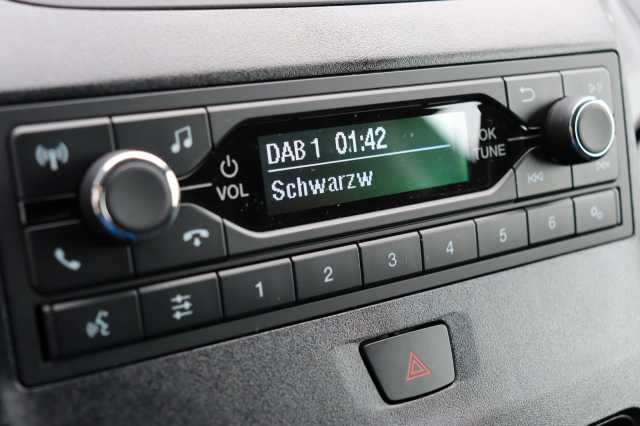 DAB 1 01:42
Schwarzw
VOL
OK
TUNE
1 2 3 4 5 6